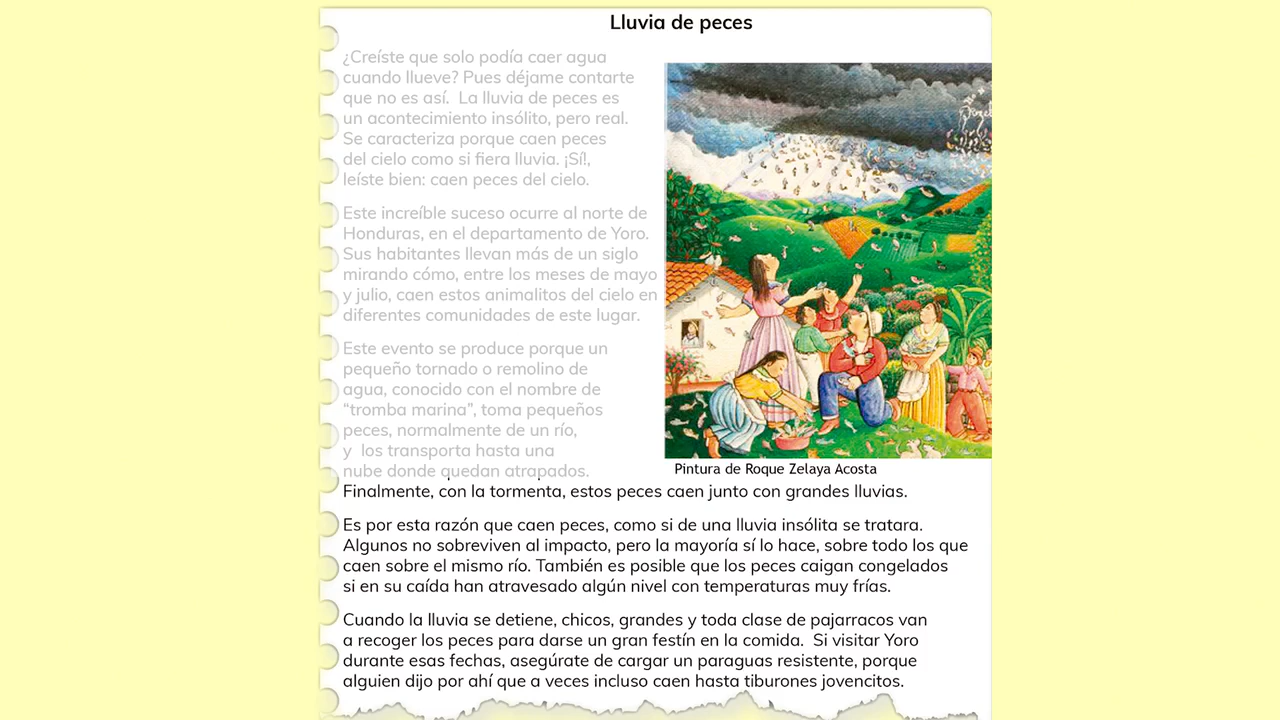 Lluvia de peces
¿Creíste que solo podía caer agua
cuando llueve? Pues déjame contarte
que no es así.  La lluvia de peces es
un acontecimiento insólito, pero real.
Se caracteriza porque caen peces
del cielo como si fiera lluvia. ¡Sí!,
leíste bien: caen peces del cielo.
Este increíble suceso ocurre al norte de
Honduras, en el departamento de Yoro.
Sus habitantes llevan más de un siglo
mirando cómo, entre los meses de mayo
y julio, caen estos animalitos del cielo en
diferentes comunidades de este lugar.
Este evento se produce porque un
pequeño tornado o remolino de
agua, conocido con el nombre de
“tromba marina”, toma pequeños
peces, normalmente de un río,
y  los transporta hasta una
nube donde quedan atrapados.
Pintura de Roque Zelaya Acosta
Finalmente, con la tormenta, estos peces caen junto con grandes lluvias.
Es por esta razón que caen peces, como si de una lluvia insólita se tratara.
Algunos no sobreviven al impacto, pero la mayoría sí lo hace, sobre todo los que
caen sobre el mismo río. También es posible que los peces caigan congelados
si en su caída han atravesado algún nivel con temperaturas muy frías.
Cuando la lluvia se detiene, chicos, grandes y toda clase de pajarracos van
a recoger los peces para darse un gran festín en la comida.  Si visitar Yoro
durante esas fechas, asegúrate de cargar un paraguas resistente, porque
alguien dijo por ahí que a veces incluso caen hasta tiburones jovencitos.